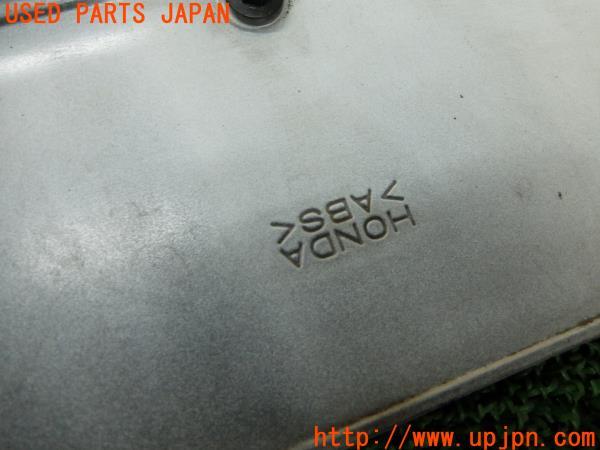 USED PARTS JAPAN
HONDA
>ABS<
http://www.upjpn.com